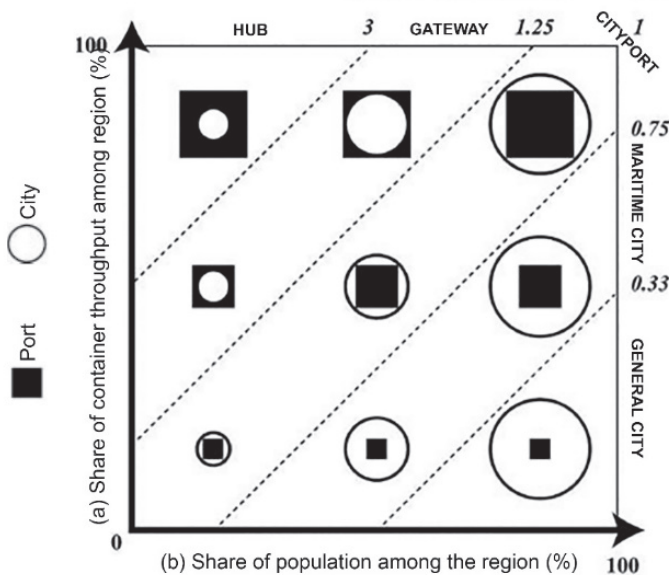 100
HUB
3
GATEWAY
1.25
CITYPORT
1
0.75
MARITIME CITY
0.33
GENERAL CITY
City
Port
(a) Share of container throughput among region (%)
0
(b) Share of population among the region (%)
100